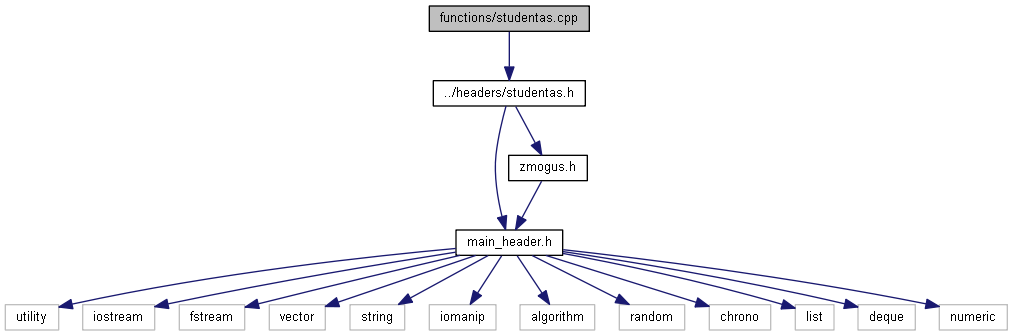 functions/studentas.cpp
../headers/studentas.h
zmogus.h
main_header.h
utility iostream fstream vector string iomanip algorithm random chrono list deque numeric